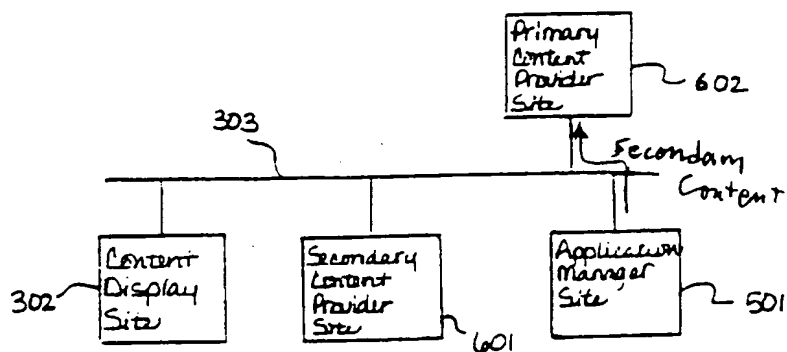 Primary
Content
Provider
Site
602
303
Secondary
Content
Content
Display
Site
302
Secondary
Content
Provider
Site
601
Application
Manager
Site
501